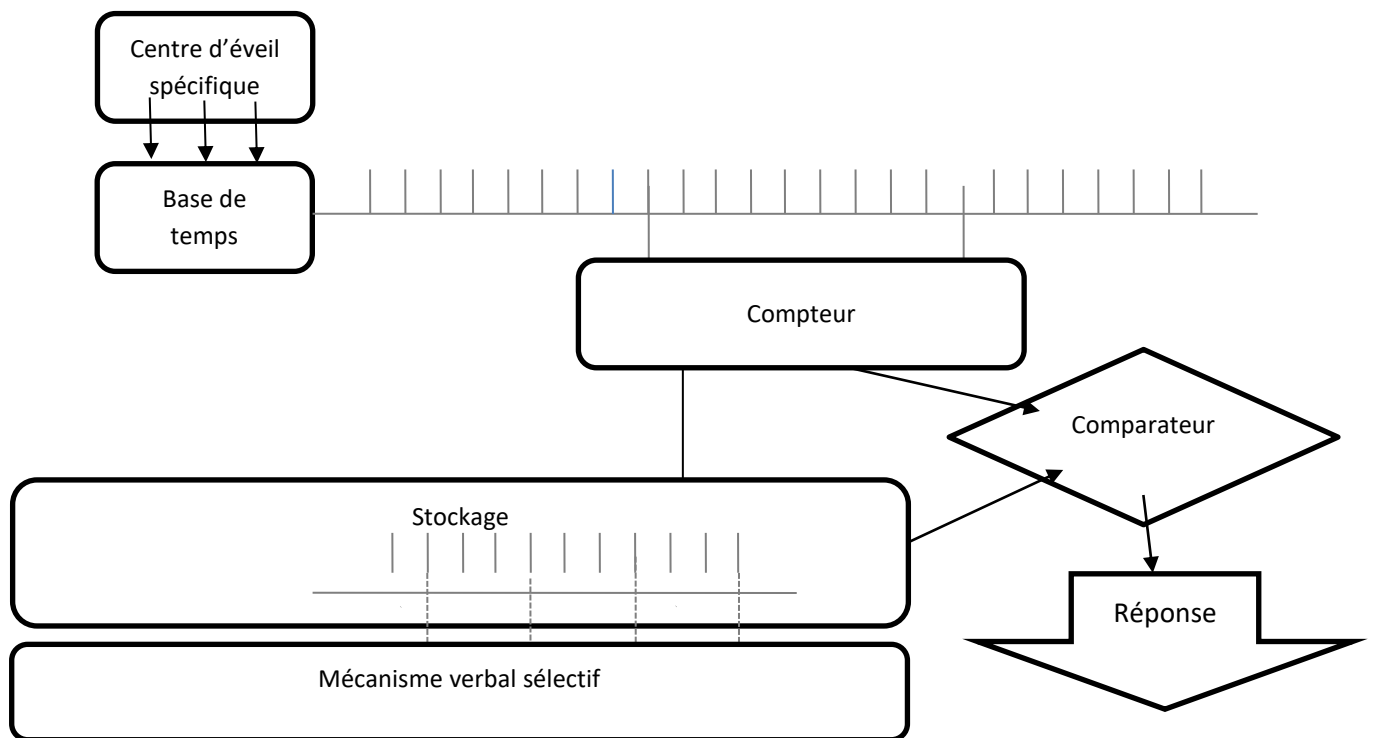 Centre d’éveil
spécifique
Base de
temps
Compteur
Comparateur
Stockage
Réponse
Mécanisme verbal sélectif